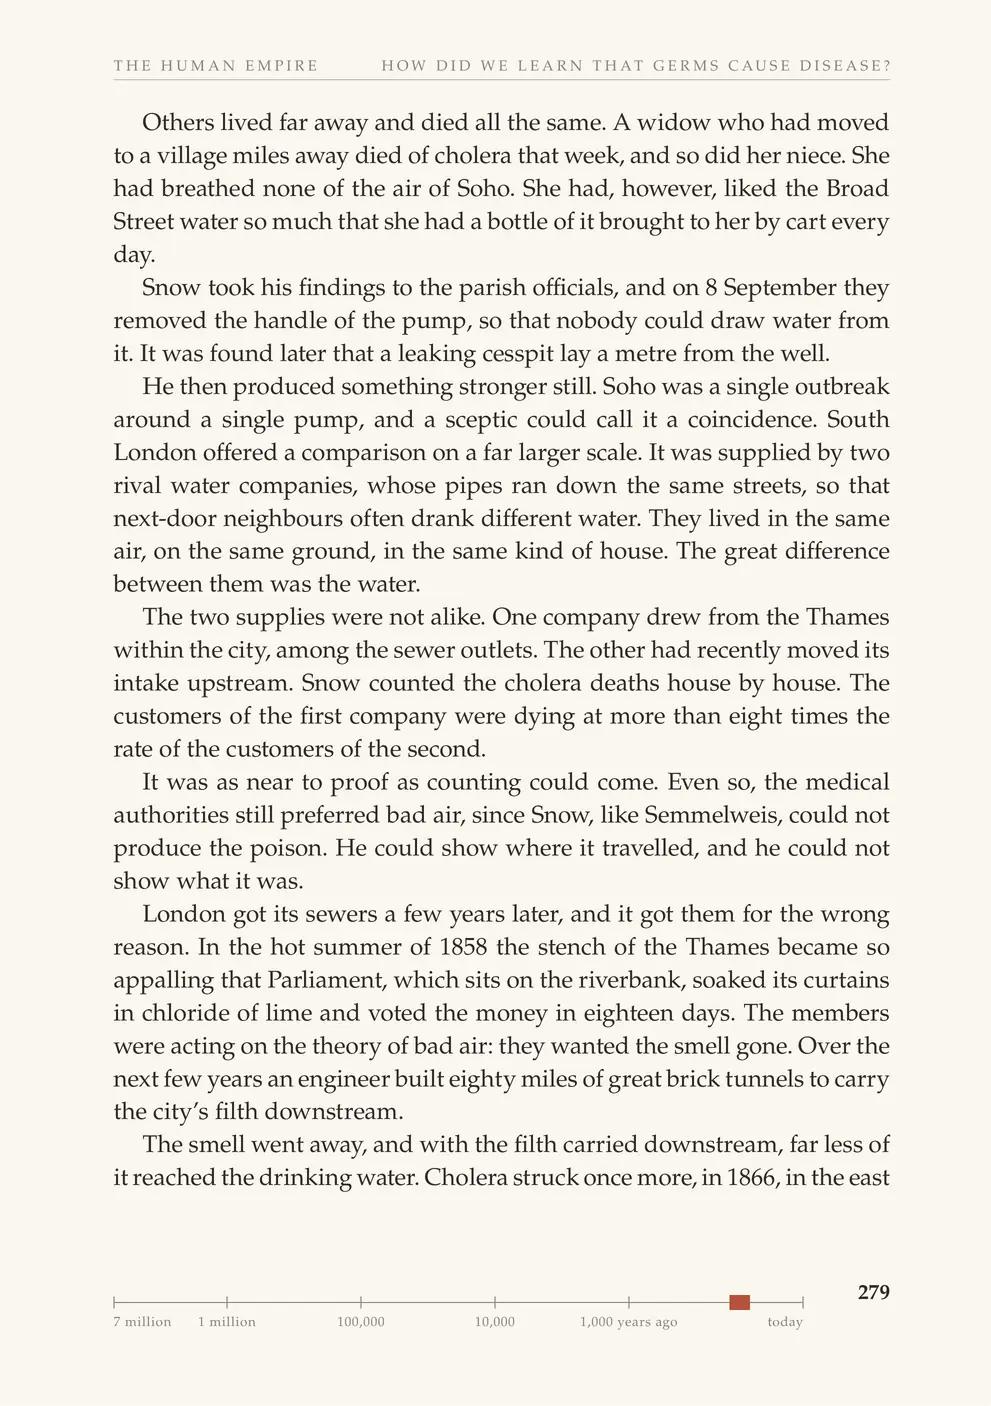 THE HUMAN EMPIRE HOW DID WE LEARN THAT GERMS CAUSE DISEASE?
Others lived far away and died all the same. A widow who had moved
to a village miles away died of cholera that week, and so did her niece. She
had breathed none of the air of Soho. She had, however, liked the Broad
Street water so much that she had a bottle of it brought to her by cart every
day.
Snow took his findings to the parish officials, and on 8 September they
removed the handle of the pump, so that nobody could draw water from
it. It was found later that a leaking cesspit lay a metre from the well.
He then produced something stronger still. Soho was a single outbreak
around a single pump, and a sceptic could call it a coincidence. South
London offered a comparison on a far larger scale. It was supplied by two
rival water companies, whose pipes ran down the same streets, so that
next-door neighbours often drank different water. They lived in the same
air, on the same ground, in the same kind of house. The great difference
between them was the water.
The two supplies were not alike. One company drew from the Thames
within the city, among the sewer outlets. The other had recently moved its
intake upstream. Snow counted the cholera deaths house by house. The
customers of the first company were dying at more than eight times the
rate of the customers of the second.
It was as near to proof as counting could come. Even so, the medical
authorities still preferred bad air, since Snow, like Semmelweis, could not
produce the poison. He could show where it travelled, and he could not
show what it was.
London got its sewers a few years later, and it got them for the wrong
reason. In the hot summer of 1858 the stench of the Thames became so
appalling that Parliament, which sits on the riverbank, soaked its curtains
in chloride of lime and voted the money in eighteen days. The members
were acting on the theory of bad air: they wanted the smell gone. Over the
next few years an engineer built eighty miles of great brick tunnels to carry
the city’s filth downstream.
The smell went away, and with the filth carried downstream, far less of
it reached the drinking water. Cholera struck once more, in 1866, in the east
279
7 million 1 million 100,000 10,000 1,000 years ago today